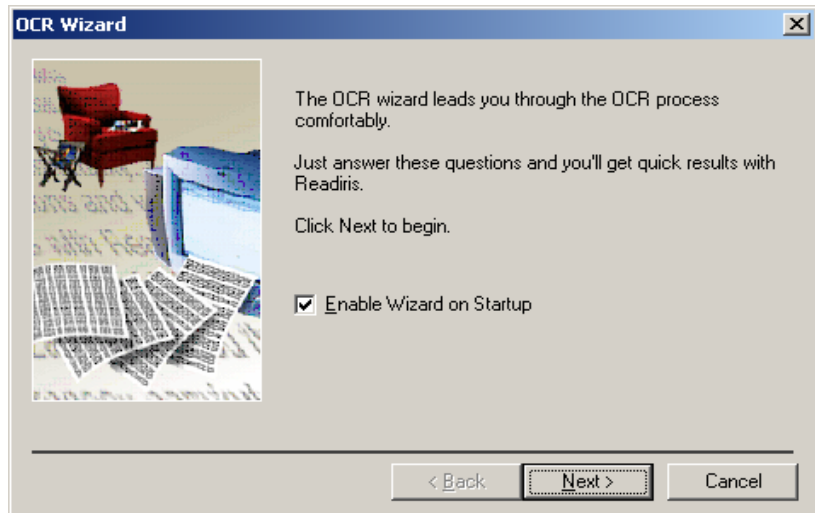 OCR Wizard
The OCR wizard leads you through the OCR process
comfortably.
Just answer these questions and you'll get quick results with
Readiris.
Click Next to begin.
Enable Wizard on Startup
< Back
Next >
Cancel